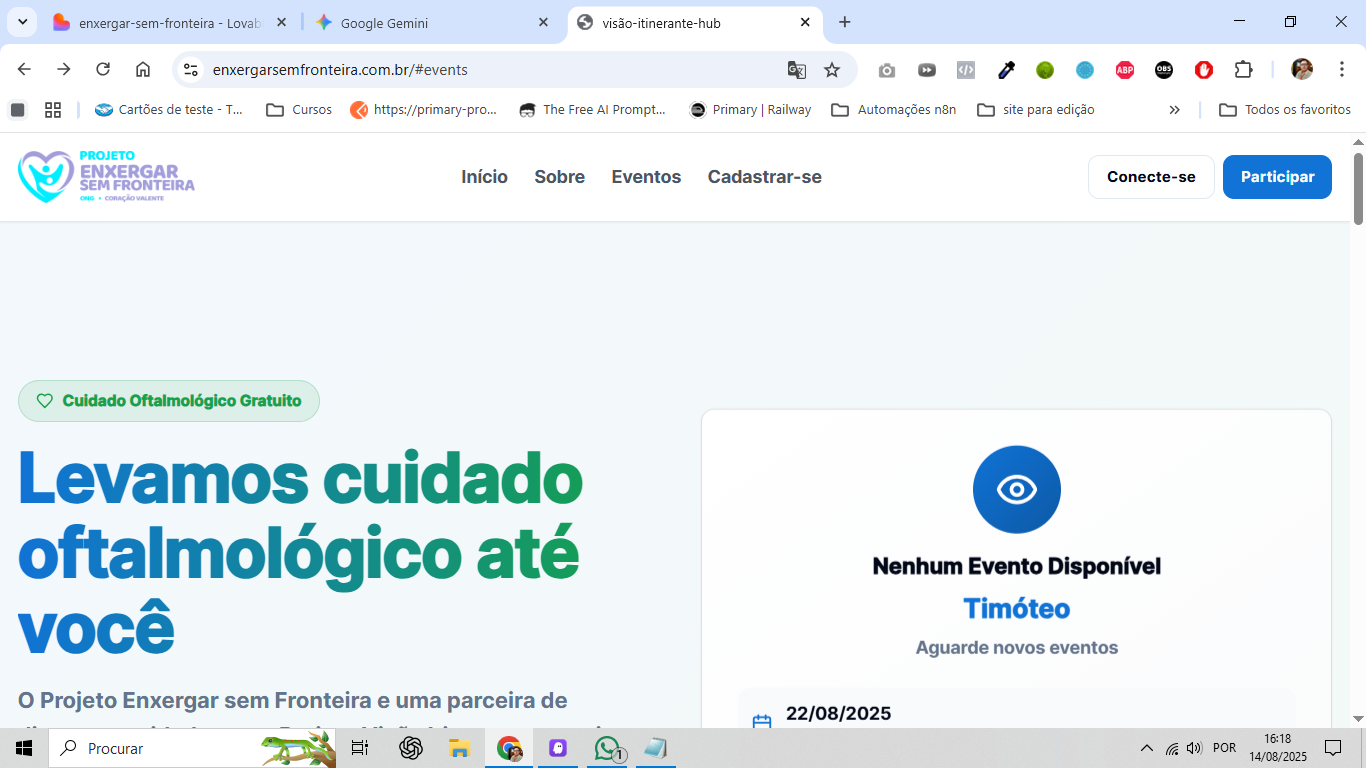 enxergar-sem-fronteira - Lovab
Google Gemini
visão-itinerante-hub
enxergarsemfronteira.com.br/#events
ABP
OBS
Cartões de teste - T...
Cursos
https://primary-pro...
The Free AI Prompt...
Primary | Railway
Automações n8n
site para edição
Todos os favoritos
PROJETO
ENXERGAR
SEM FRONTEIRA
ONG • CORAÇÃO VALENTE
Início
Sobre
Eventos
Cadastrar-se
Conecte-se
Participar
Cuidado Oftalmológico Gratuito
Levamos cuidado
oftalmológico até
você
O Projeto Enxergar sem Fronteira e uma parceira de
Nenhum Evento Disponível
Timóteo
Aguarde novos eventos
22/08/2025
Procurar
1
POR
16:18
14/08/2025